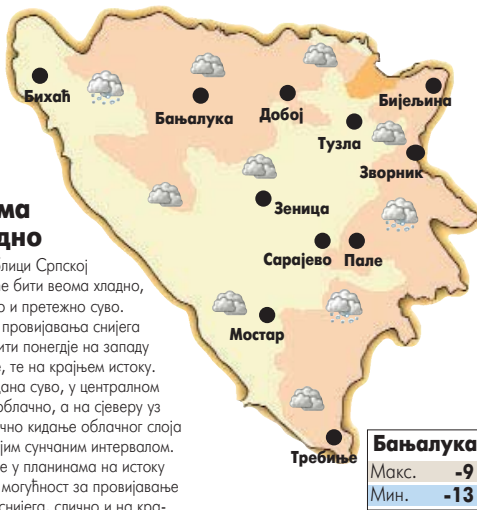 Бихаћ
Бањалука
Добој
Бијељина
Тузла
Зворник
Зеница
Сарајево
Пале
Мостар
Требиње
ма
дно
лици Српској
е бити веома хладно,
о и претежно суво.
провијавања снијега
ити понегдје на западу
е, те на крајњем истоку.
дана суво, у централном
облачно, а на сјеверу уз
чно кидање облачног слоја
јим сунчаним интервалом.
е у планинама на истоку
могућност за провијавање
снијега, слично и на кра-
Бањалука
Макс. -9
Мин. -13